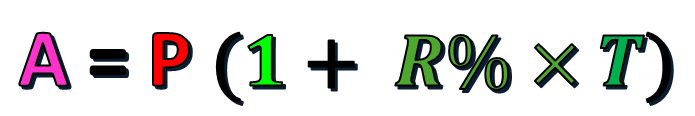 A = P (1 + R% × T)